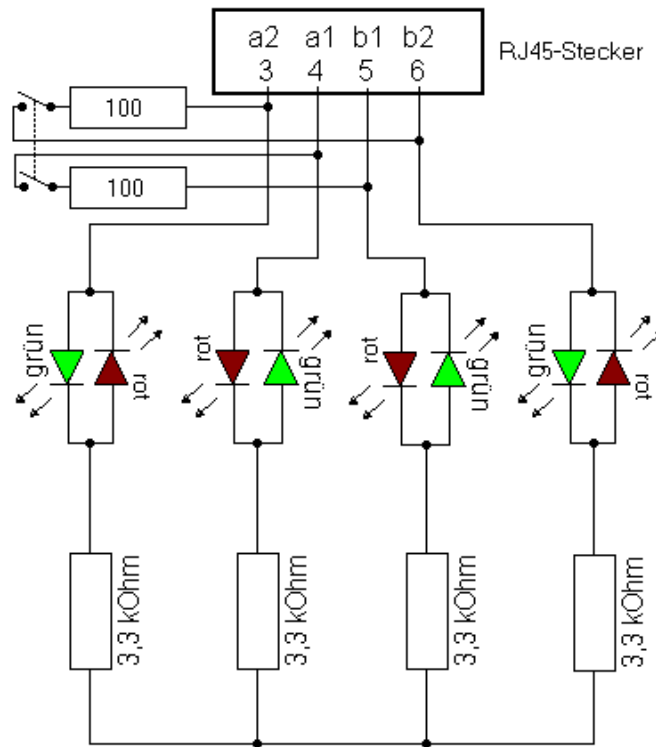 a2 a1 b1 b2
3 4 5 6
RJ45-Stecker
100
100
grün
rot
rot
grün
rot
grün
grün
rot
3,3 kOhm
3,3 kOhm
3,3 kOhm
3,3 kOhm